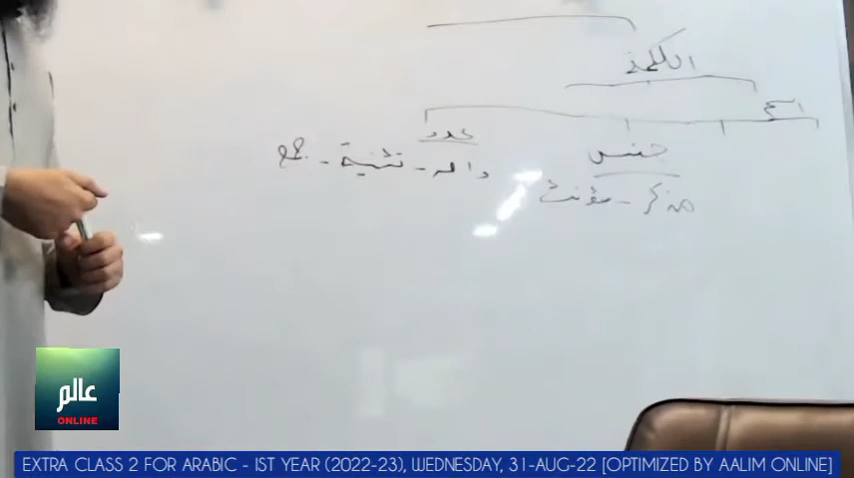 الكلمة
اسم
عدد
جنس
واحد - تثنية - جمع
مذكر - مؤنث
عالم
ONLINE
EXTRA CLASS 2 FOR ARABIC - IST YEAR (2022-23), WEDNESDAY, 31-AUG-22 [OPTIMIZED BY AALIM ONLINE]